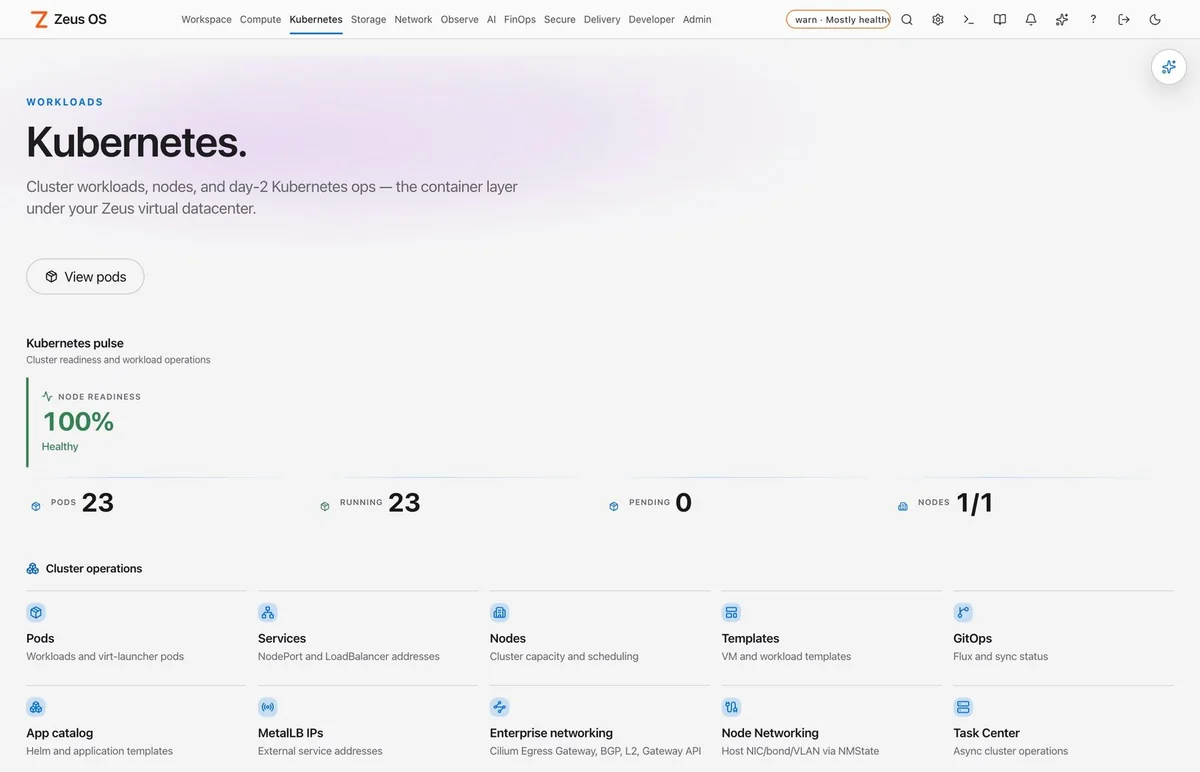 Zeus OS
Workspace Compute Kubernetes Storage Network Observe AI FinOps Secure Delivery Developer Admin
warn · Mostly healthy
?
WORKLOADS
Kubernetes.
Cluster workloads, nodes, and day-2 Kubernetes ops — the container layer
under your Zeus virtual datacenter.
View pods
Kubernetes pulse
Cluster readiness and workload operations
NODE READINESS
100%
Healthy
PODS 23
RUNNING 23
PENDING 0
NODES 1/1
Cluster operations
Pods
Workloads and virt-launcher pods
Services
NodePort and LoadBalancer addresses
Nodes
Cluster capacity and scheduling
Templates
VM and workload templates
GitOps
Flux and sync status
App catalog
Helm and application templates
MetalLB IPs
External service addresses
Enterprise networking
Cilium Egress Gateway, BGP, L2, Gateway API
Node Networking
Host NIC/bond/VLAN via NMState
Task Center
Async cluster operations